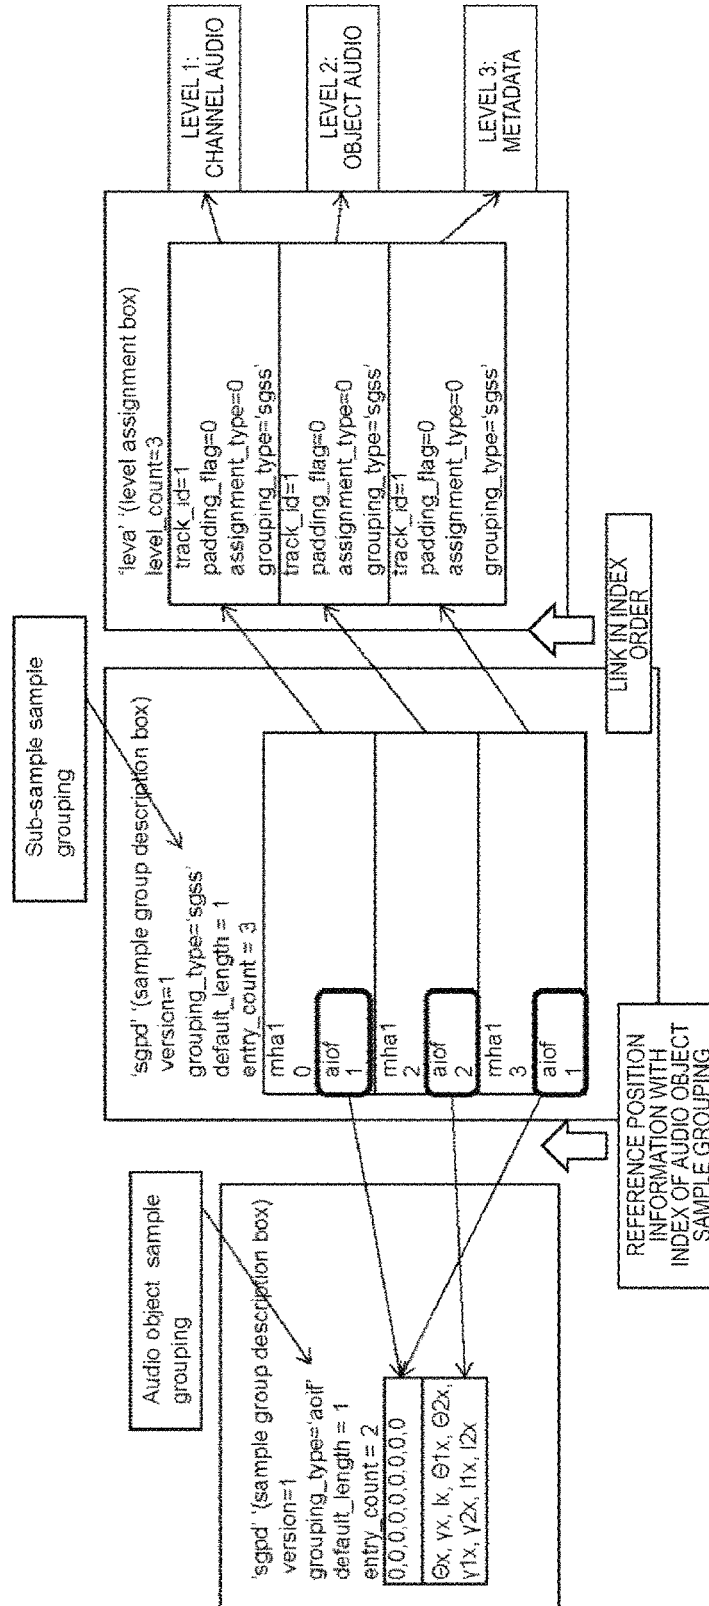 Audio object sample
grouping
'sgpd' '(sample group description box)
version=1
grouping_type='aoif'
default_length = 1
entry_count = 2
0,0,0,0,0,0,0,0,0
Θx, γx, lx, Θ1x, Θ2x,
γ1x, γ2x, l1x, l2x
REFERENCE POSITION
INFORMATION WITH
INDEX OF AUDIO OBJECT
SAMPLE GROUPING
Sub-sample sample
grouping
'sgpd' '(sample group description box)
version=1
grouping_type='sgss'
default_length = 1
entry_count = 3
mha1
0
aiof
1
mha1
2
aiof
2
mha1
3
aiof
1
LINK IN INDEX
ORDER
'leva' '(level assignment box)
level_count=3
track_id=1
padding_flag=0
assignment_type=0
grouping_type='sgss'
track_id=1
padding_flag=0
assignment_type=0
grouping_type='sgss'
track_id=1
padding_flag=0
assignment_type=0
grouping_type='sgss'
LEVEL 1:
CHANNEL AUDIO
LEVEL 2:
OBJECT AUDIO
LEVEL 3:
METADATA